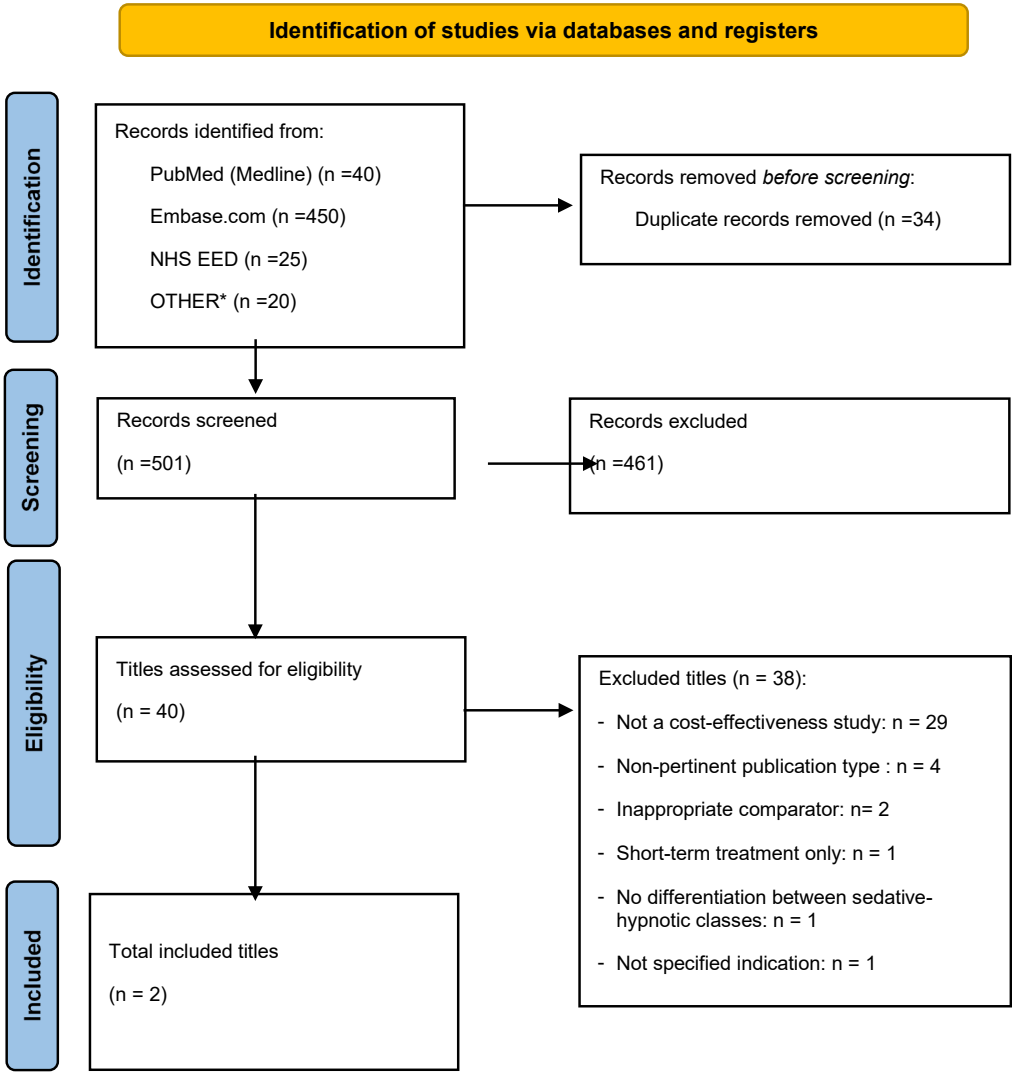 Identification of studies via databases and registers
Identification
Records identified from:
PubMed (Medline) (n =40)
Embase.com (n =450)
NHS EED (n =25)
OTHER* (n =20)
Records removed before screening:
Duplicate records removed (n =34)
Screening
Records screened
(n =501)
Records excluded
(n =461)
Eligibility
Titles assessed for eligibility
(n = 40)
Excluded titles (n = 38):
- Not a cost-effectiveness study: n = 29
- Non-pertinent publication type : n = 4
- Inappropriate comparator: n= 2
- Short-term treatment only: n = 1
- No differentiation between sedative-
hypnotic classes: n = 1
- Not specified indication: n = 1
Included
Total included titles
(n = 2)